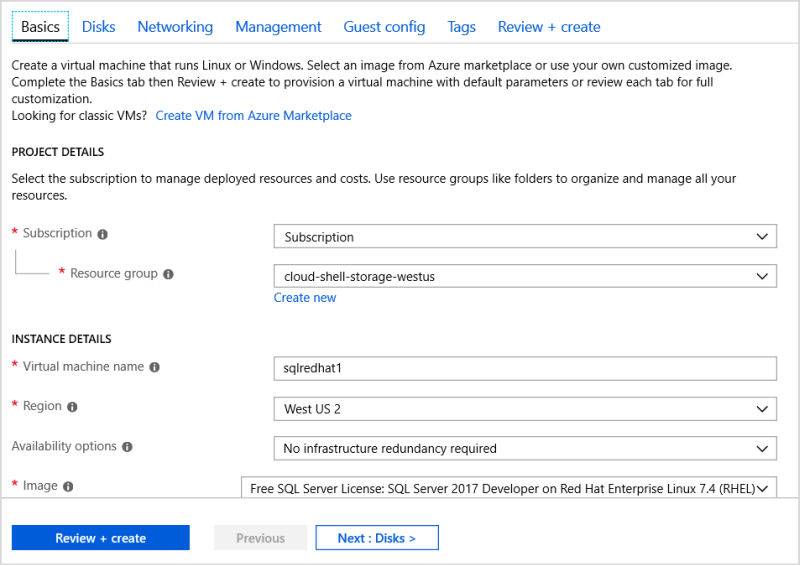 Basics Disks Networking Management Guest config Tags Review + create
Create a virtual machine that runs Linux or Windows. Select an image from Azure marketplace or use your own customized image.
Complete the Basics tab then Review + create to provision a virtual machine with default parameters or review each tab for full
customization.
Looking for classic VMs? Create VM from Azure Marketplace
PROJECT DETAILS
Select the subscription to manage deployed resources and costs. Use resource groups like folders to organize and manage all your
resources.
* Subscription
Subscription
* Resource group
cloud-shell-storage-westus
Create new
INSTANCE DETAILS
* Virtual machine name
sqlredhat1
* Region
West US 2
Availability options
No infrastructure redundancy required
* Image
Free SQL Server License: SQL Server 2017 Developer on Red Hat Enterprise Linux 7.4 (RHEL)
Review + create Previous Next : Disks >